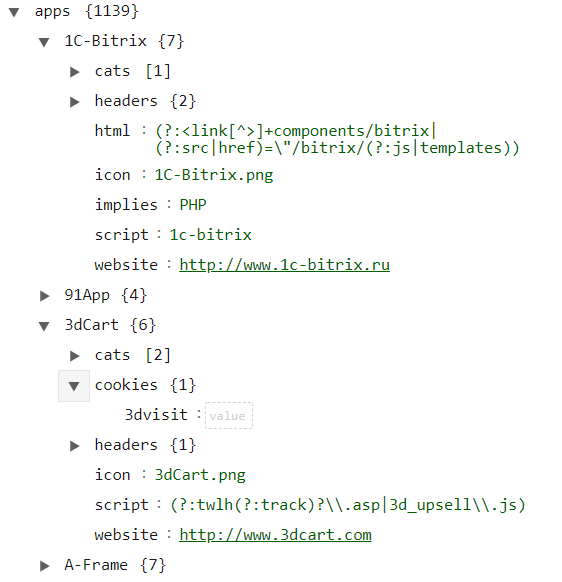 apps {1139}
1C-Bitrix {7}
cats [1]
headers {2}
html : (?:<link[^>]+components/bitrix|
(?:src|href)=\"/bitrix/(?:js|templates))
icon : 1C-Bitrix.png
implies : PHP
script : 1c-bitrix
website : http://www.1c-bitrix.ru
91App {4}
3dCart {6}
cats [2]
cookies {1}
3dvisit : value
headers {1}
icon : 3dCart.png
script : (?:twlh(?:track)?\\.asp|3d_upsell\\.js)
website : http://www.3dcart.com
A-Frame {7}